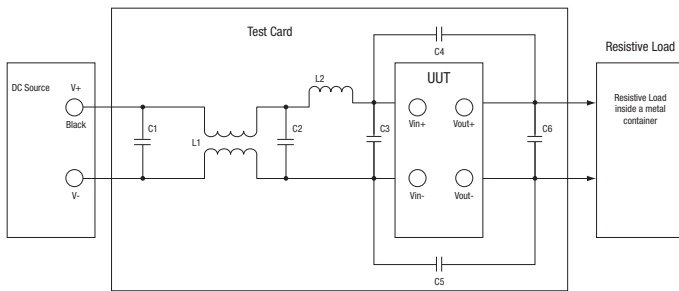 Test Card
C4
Resistive Load
L2
UUT
DC Source
V+
Resistive Load
inside a metal
container
Black
C1
L1
C2
C3
Vin+
Vout+
C6
V-
Vin-
Vout-
C5